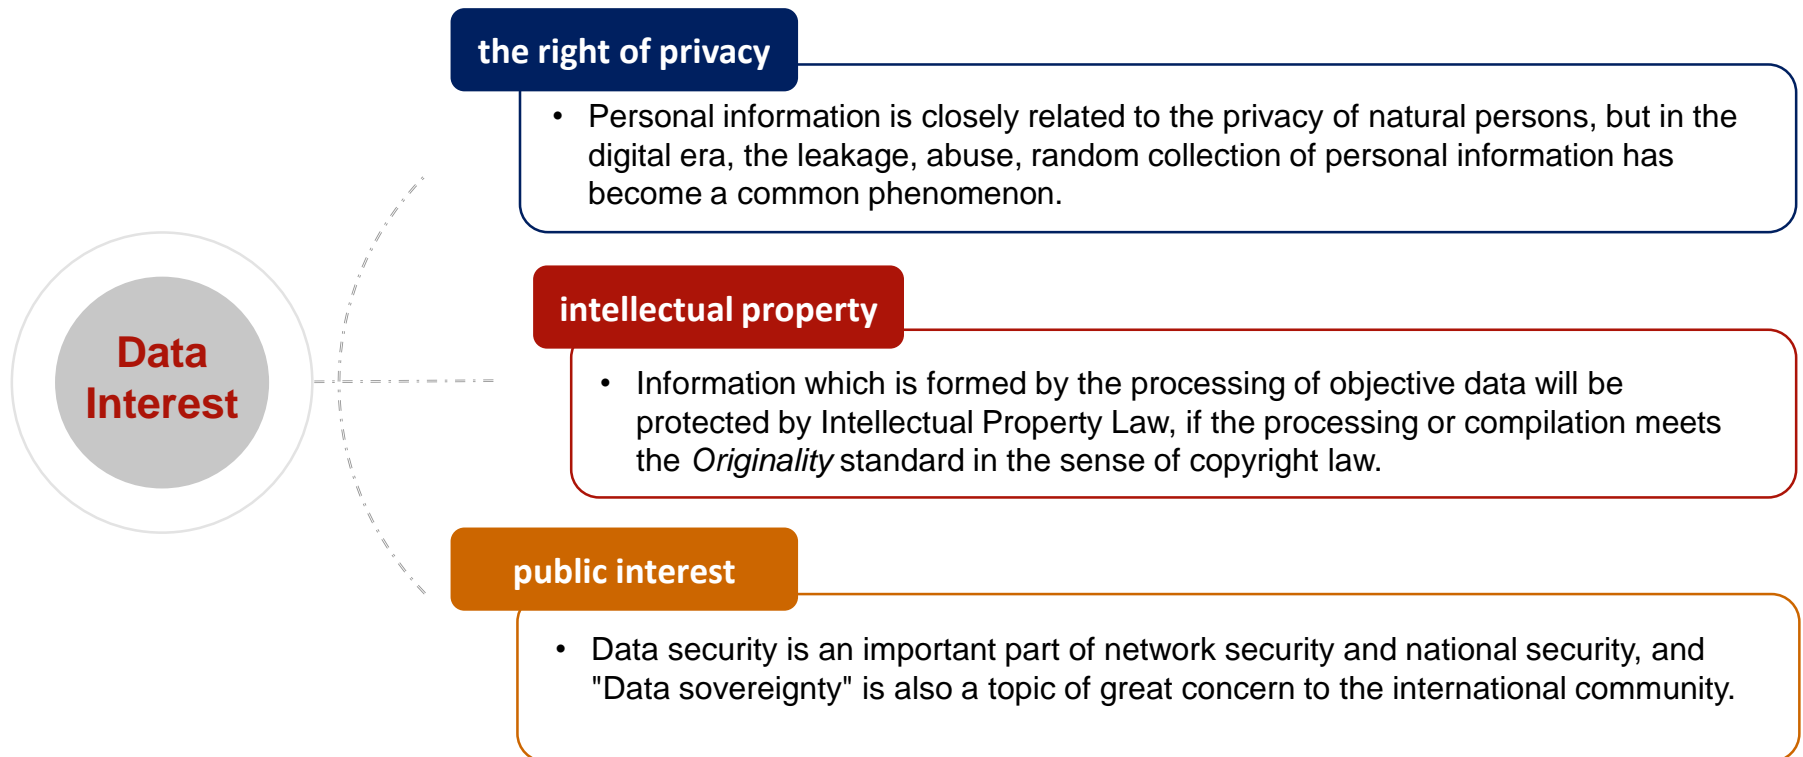 the right of privacy
• Personal information is closely related to the privacy of natural persons, but in the
digital era, the leakage, abuse, random collection of personal information has
become a common phenomenon.
Data
Interest
intellectual property
• Information which is formed by the processing of objective data will be
protected by Intellectual Property Law, if the processing or compilation meets
the Originality standard in the sense of copyright law.
public interest
• Data security is an important part of network security and national security, and
"Data sovereignty" is also a topic of great concern to the international community.